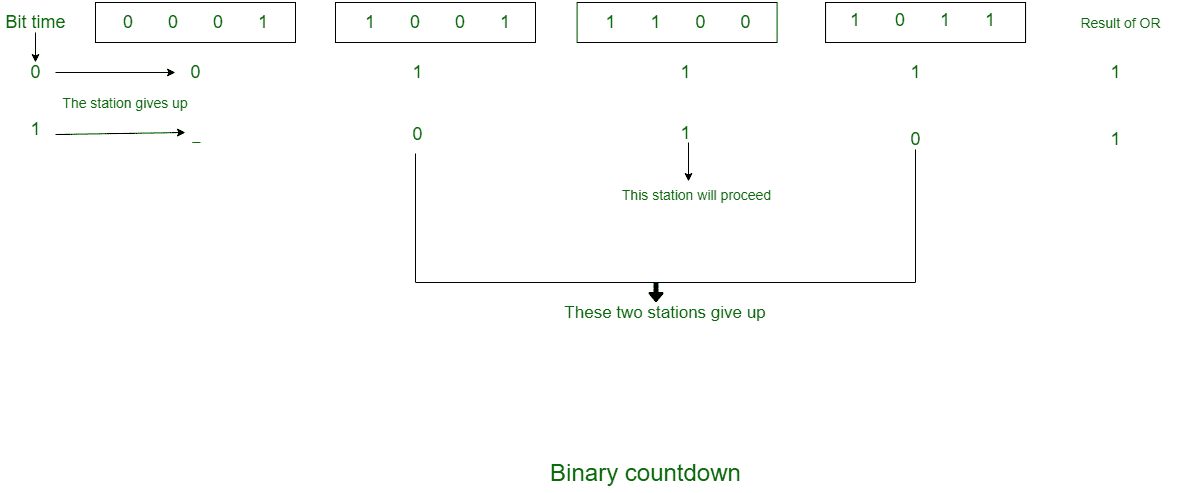 Bit time 0 0 0 1 1 0 0 1 1 1 0 0 1 0 1 1 Result of OR
0 0 1 1 1 1
The station gives up
1 _ 0 1 0 1
This station will proceed
These two stations give up
Binary countdown